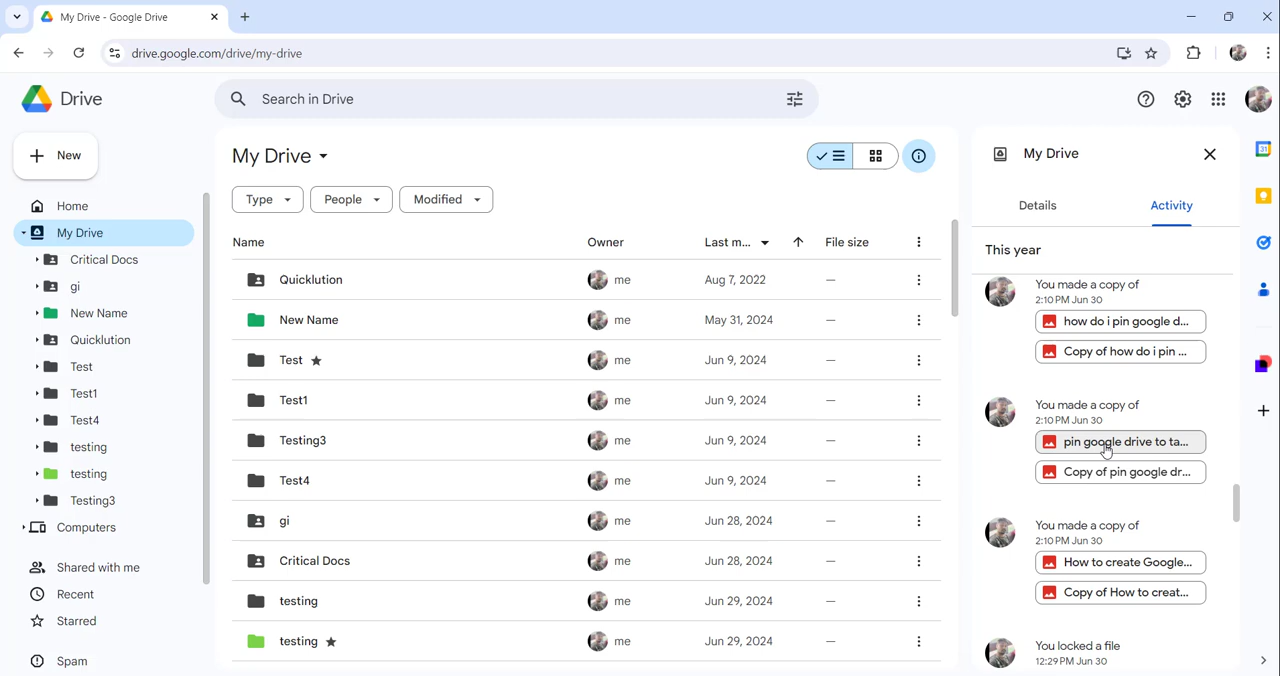 My Drive - Google Drive
drive.google.com/drive/my-drive
Drive
Search in Drive
New
Home
My Drive
Critical Docs
gi
New Name
Quicklution
Test
Test1
Test4
testing
testing
Testing3
Computers
Shared with me
Recent
Starred
Spam
My Drive
Type People Modified
Name Owner Last m... File size
Quicklution me Aug 7, 2022 —
New Name me May 31, 2024 —
Test me Jun 9, 2024 —
Test1 me Jun 9, 2024 —
Testing3 me Jun 9, 2024 —
Test4 me Jun 9, 2024 —
gi me Jun 28, 2024 —
Critical Docs me Jun 28, 2024 —
testing me Jun 29, 2024 —
testing me Jun 29, 2024 —
My Drive
Details Activity
This year
You made a copy of
2:10 PM Jun 30
how do i pin google d...
Copy of how do i pin ...
You made a copy of
2:10 PM Jun 30
pin google drive to ta...
Copy of pin google dr...
You made a copy of
2:10 PM Jun 30
How to create Google...
Copy of How to creat...
You locked a file
12:29 PM Jun 30
31